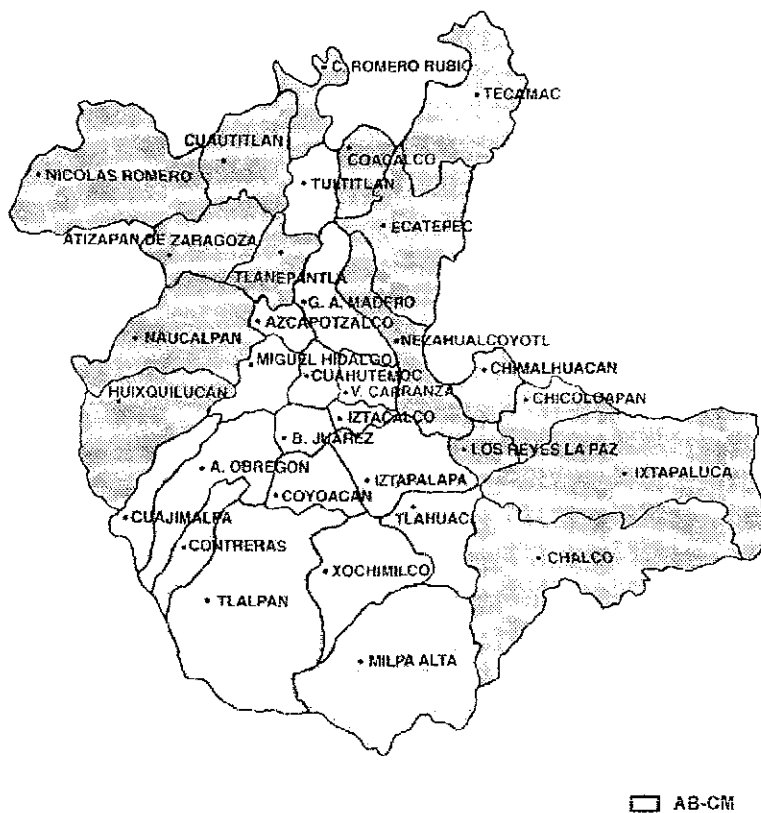 C. ROMERO RUBIO
TECAMAC
CUAUTITLAN
COACALCO
NICOLAS ROMERO
TULTITLAN
ECATEPEC
ATIZAPAN DE ZARAGOZA
TLANEPANTLA
G. A. MADERO
AZCAPOTZALCO
NAUCALPAN
NEZAHUALCOYOTL
MIGUEL HIDALGO
CHIMALHUACAN
CUAHUTEMOC
HUIXQUILUCAN
V. CARRANZA
CHICOLOAPAN
IZTACALCO
B. JUAREZ
LOS REYES LA PAZ
A. OBREGON
IZTAPALAPA
IXTAPALUCA
COYOACAN
CUAJIMALPA
TLAHUAC
CONTRERAS
CHALCO
XOCHIMILCO
TLALPAN
MILPA ALTA
AB-CM